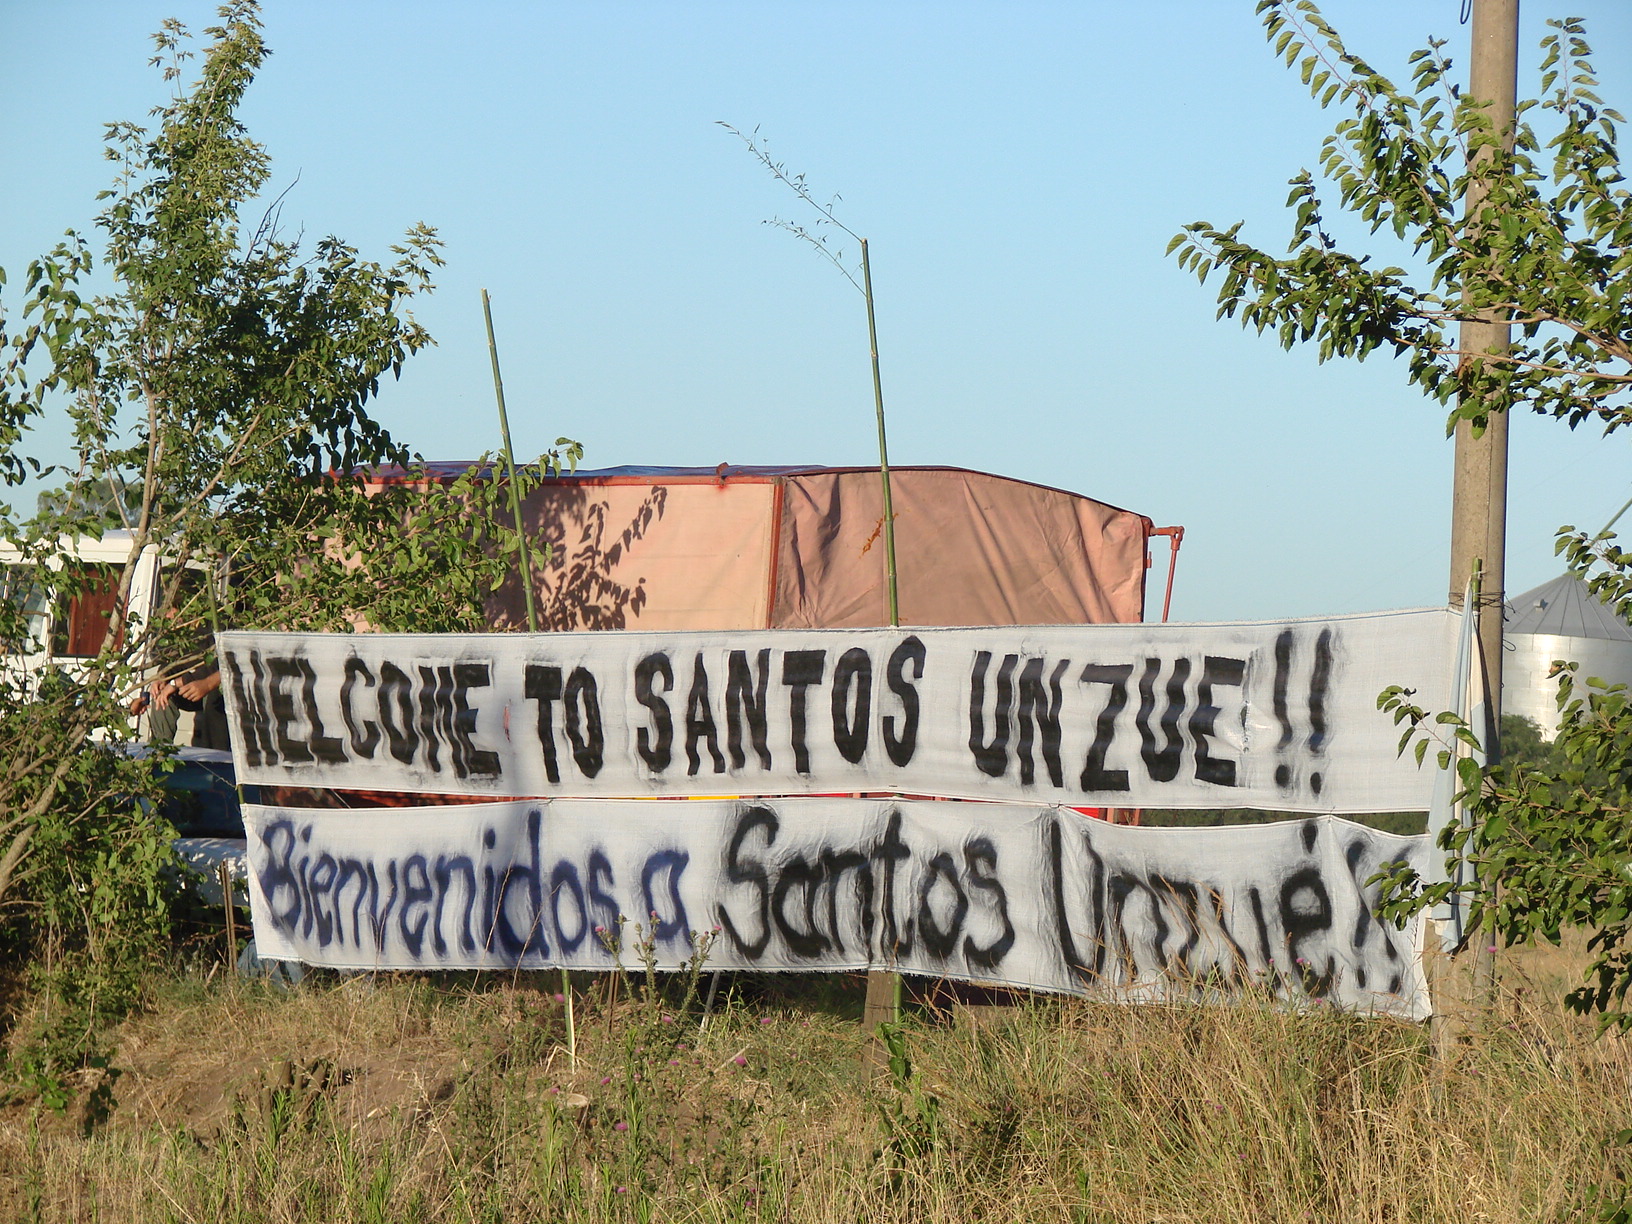 WELCOME TO SANTOS UNZUE!!
Bienvenidos a Santos Unzué!!